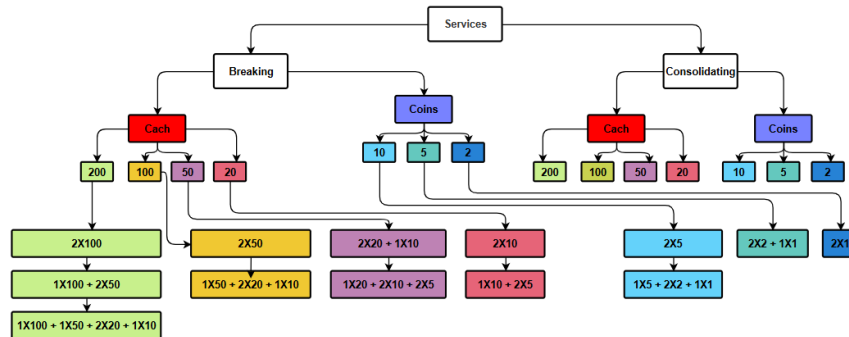 Services
Breaking
Consolidating
Cach
Coins
Cach
Coins
10
5
2
200
100
50
20
200
100
50
20
10
5
2
2X100
2X50
2X20 + 1X10
2X10
2X5
2X2 + 1X1
2X1
1X100 + 2X50
1X50 + 2X20 + 1X10
1X20 + 2X10 + 2X5
1X10 + 2X5
1X5 + 2X2 + 1X1
1X100 + 1X50 + 2X20 + 1X10